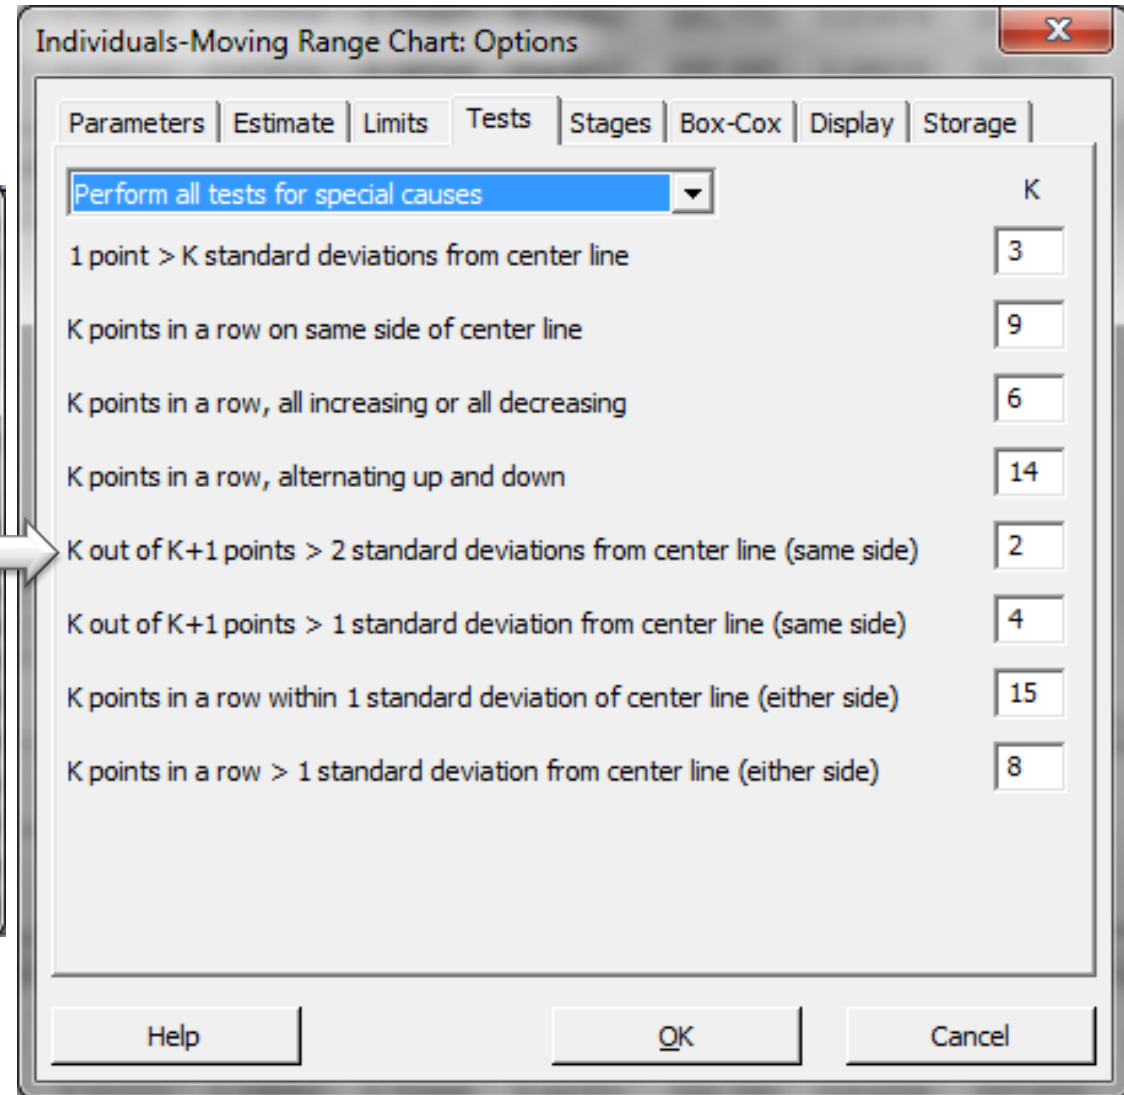 Individuals-Moving Range Chart: Options
x
Parameters Estimate Limits Tests Stages Box-Cox Display Storage
Perform all tests for special causes K
1 point > K standard deviations from center line 3
K points in a row on same side of center line 9
K points in a row, all increasing or all decreasing 6
K points in a row, alternating up and down 14
K out of K+1 points > 2 standard deviations from center line (same side) 2
K out of K+1 points > 1 standard deviation from center line (same side) 4
K points in a row within 1 standard deviation of center line (either side) 15
K points in a row > 1 standard deviation from center line (either side) 8
Help OK Cancel